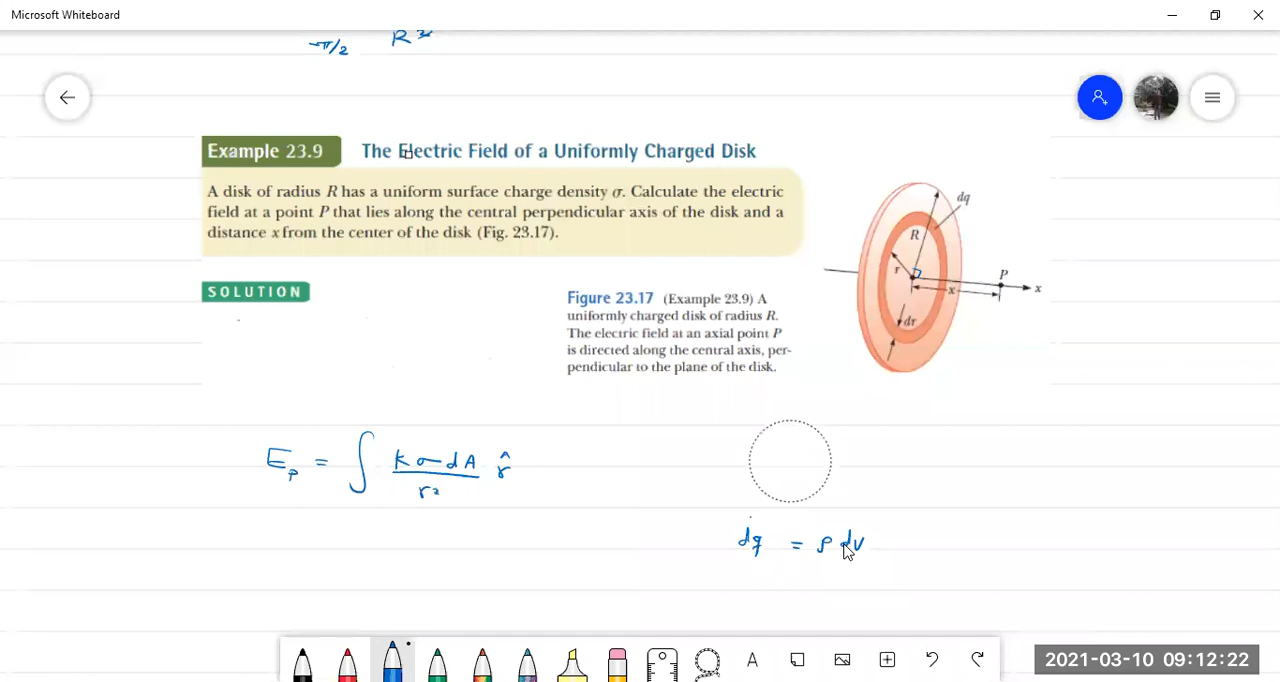 Microsoft Whiteboard
-π/2 R²
Example 23.9 The Electric Field of a Uniformly Charged Disk
A disk of radius R has a uniform surface charge density σ. Calculate the electric
field at a point P that lies along the central perpendicular axis of the disk and a
distance x from the center of the disk (Fig. 23.17).
SOLUTION
Figure 23.17 (Example 23.9) A
uniformly charged disk of radius R.
The electric field at an axial point P
is directed along the central axis, per-
pendicular to the plane of the disk.
dq
R
r
P
x
x
dr
E_p = ∫ kσdA/r² r̂
dq = ρ dv
A
2021-03-10 09:12:22